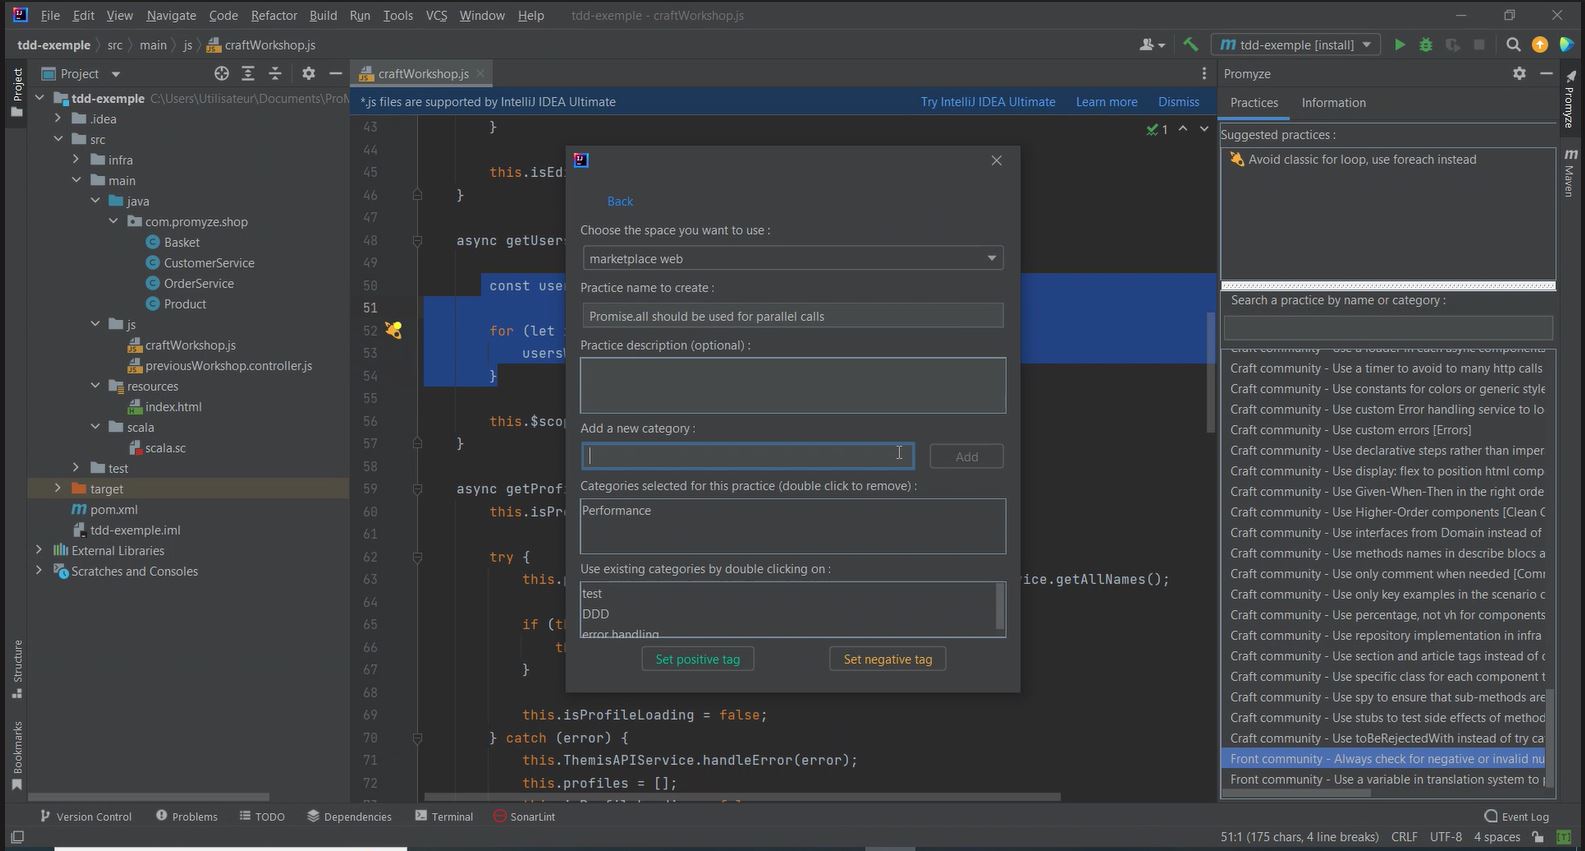 File Edit View Navigate Code Refactor Build Run Tools VCS Window Help tdd-exemple - craftWorkshop.js
tdd-exemple src main js craftWorkshop.js tdd-exemple [install]
Project
Project
tdd-exemple C:\Users\Utilisateur\Documents\ProM
.idea
src
infra
main
java
com.promyze.shop
Basket
CustomerService
OrderService
Product
js
craftWorkshop.js
previousWorkshop.controller.js
resources
index.html
scala
scala.sc
test
target
pom.xml
tdd-exemple.iml
External Libraries
Scratches and Consoles
Structure
Bookmarks
craftWorkshop.js
*.js files are supported by IntelliJ IDEA Ultimate Try IntelliJ IDEA Ultimate Learn more Dismiss
1
43 }
44
45 this.isEdi
46 }
47
48 async getUsers
49
50 const use
51
52 for (let
53 users
54 }
55
56 this.$scop
57 }
58
59 async getProf
60 this.isPr
61
62 try {
63 this. ice.getAllNames();
64
65 if (th
66 th
67 }
68
69 this.isProfileLoading = false;
70 } catch (error) {
71 this.ThemisAPIService.handleError(error);
72 this.profiles = [];
Back
Choose the space you want to use :
marketplace web
Practice name to create :
Promise.all should be used for parallel calls
Practice description (optional) :
Add a new category :
Add
Categories selected for this practice (double click to remove) :
Performance
Use existing categories by double clicking on :
test
DDD
error handling
Set positive tag Set negative tag
Promyze
Practices Information
Suggested practices :
Avoid classic for loop, use foreach instead
Search a practice by name or category :
Craft community - Use a loader in each async components
Craft community - Use a timer to avoid to many http calls
Craft community - Use constants for colors or generic style
Craft community - Use custom Error handling service to lo
Craft community - Use custom errors [Errors]
Craft community - Use declarative steps rather than imper
Craft community - Use display: flex to position html comp
Craft community - Use Given-When-Then in the right orde
Craft community - Use Higher-Order components [Clean C
Craft community - Use interfaces from Domain instead of
Craft community - Use methods names in describe blocs a
Craft community - Use only comment when needed [Comr
Craft community - Use only key examples in the scenario c
Craft community - Use percentage, not vh for components
Craft community - Use repository implementation in infra
Craft community - Use section and article tags instead of c
Craft community - Use specific class for each component t
Craft community - Use spy to ensure that sub-methods are
Craft community - Use stubs to test side effects of method
Craft community - Use toBeRejectedWith instead of try ca
Front community - Always check for negative or invalid nu
Front community - Use a variable in translation system to p
Promyze
Maven
Version Control Problems TODO Dependencies Terminal SonarLint Event Log
51:1 (175 chars, 4 line breaks) CRLF UTF-8 4 spaces